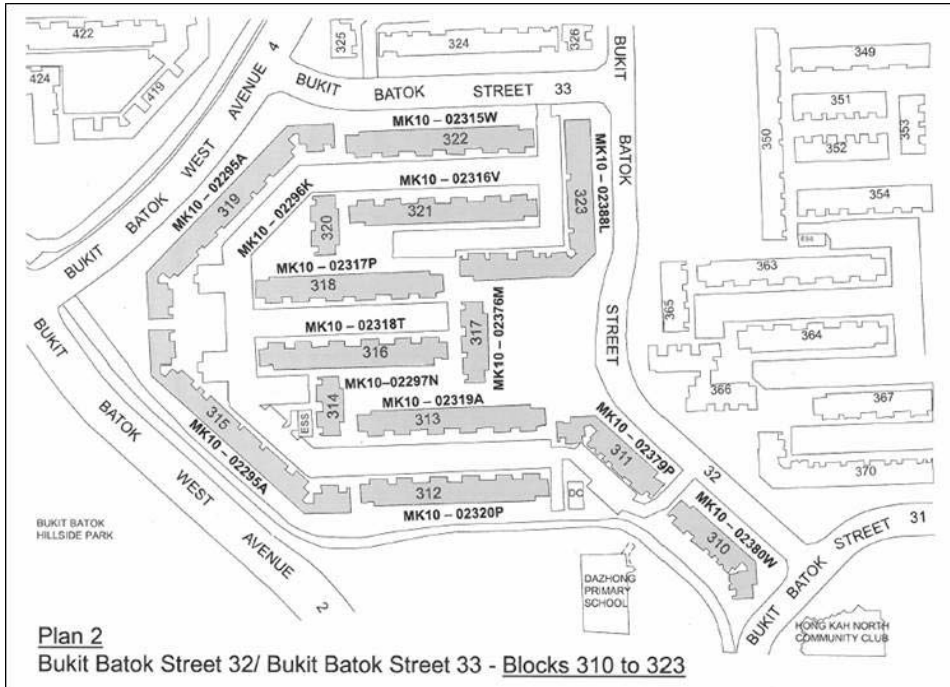 422
424
419
BUKIT BATOK WEST AVENUE 4
325
324
326
BUKIT BATOK STREET 33
BUKIT BATOK STREET 32
349
350
351
352
353
354
MK10 – 02315W
322
MK10 – 02295A
319
MK10 – 02296K
MK10 – 02316V
320
321
323
MK10 – 02388L
MK10 – 02317P
318
MK10 – 02318T
316
317
MK10 – 02376M
363
365
364
366
367
370
MK10–02297N
314
ESS
MK10 – 02319A
313
315
MK10 – 02295A
312
MK10 – 02320P
311
MK10 – 02379P
DC
310
MK10 – 02380W
BUKIT BATOK WEST AVENUE 2
BUKIT BATOK
HILLSIDE PARK
DAZHONG
PRIMARY
SCHOOL
BUKIT BATOK STREET 31
HONG KAH NORTH
COMMUNITY CLUB
Plan 2
Bukit Batok Street 32/ Bukit Batok Street 33 - Blocks 310 to 323